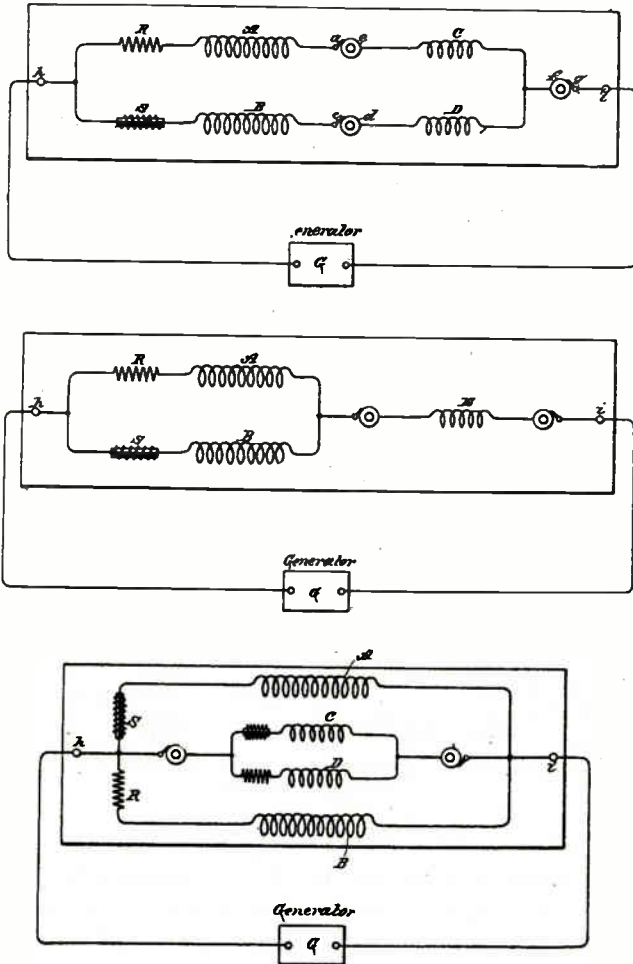 R A a e C
h f g i
S B c d D
enerator
G
R A
h M i
S B
Generator
G
A
S C
h i
R D
B
Generator
G